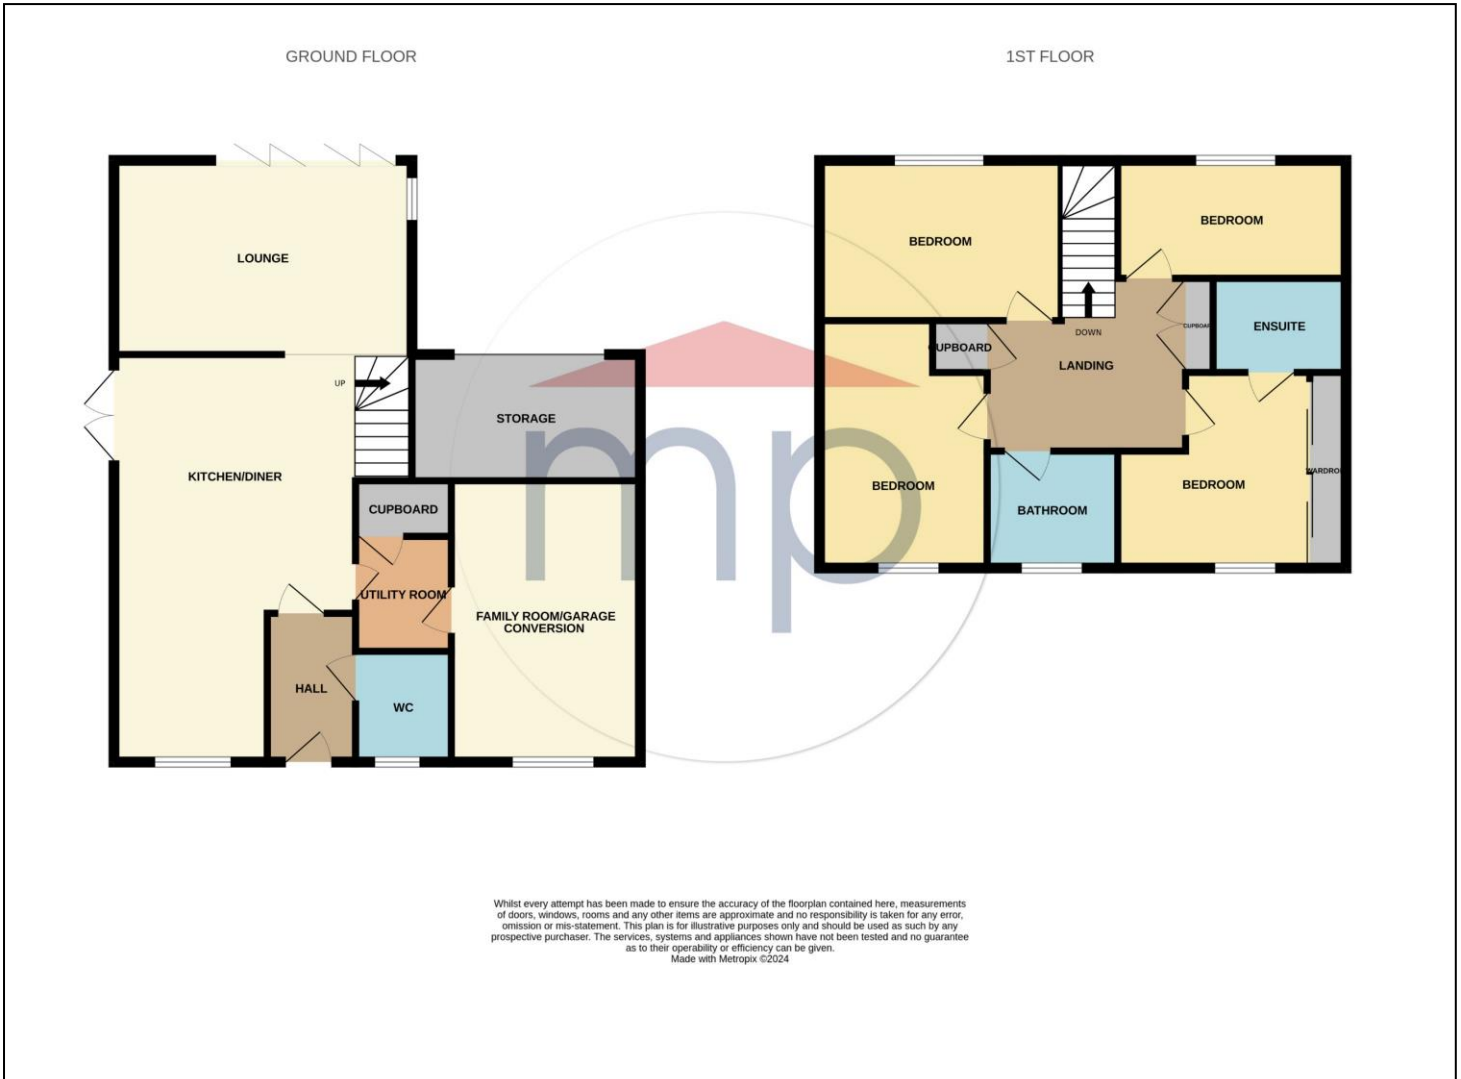 GROUND FLOOR
1ST FLOOR
LOUNGE
UP
STORAGE
KITCHEN/DINER
CUPBOARD
UTILITY ROOM
FAMILY ROOM/GARAGE
CONVERSION
HALL
WC
BEDROOM
BEDROOM
DOWN
CUPBOAR
ENSUITE
CUPBOARD
LANDING
WARDRO
BEDROOM
BEDROOM
BATHROOM
mp
Whilst every attempt has been made to ensure the accuracy of the floorplan contained here, measurements
of doors, windows, rooms and any other items are approximate and no responsibility is taken for any error,
omission or mis-statement. This plan is for illustrative purposes only and should be used as such by any
prospective purchaser. The services, systems and appliances shown have not been tested and no guarantee
as to their operability or efficiency can be given.
Made with Metropix ©2024